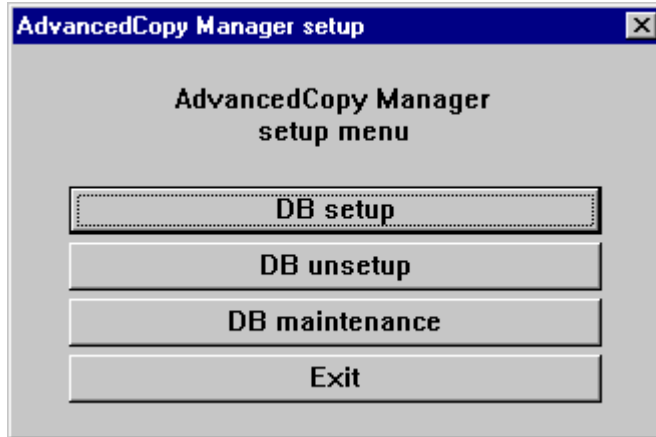 AdvancedCopy Manager setup
AdvancedCopy Manager
setup menu
DB setup
DB unsetup
DB maintenance
Exit